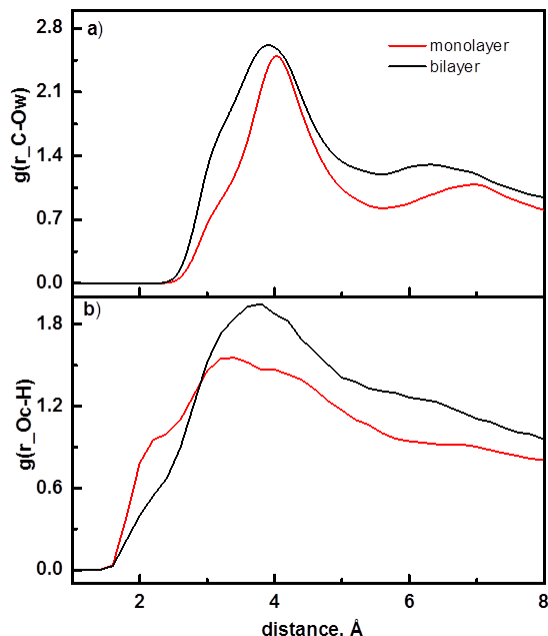 a)
monolayer
bilayer
g(r_C-Ow)
2.8
2.1
1.4
0.7
0.0
b)
g(r_Oc-H)
1.8
1.2
0.6
0.0
2 4 6 8
distance, Å